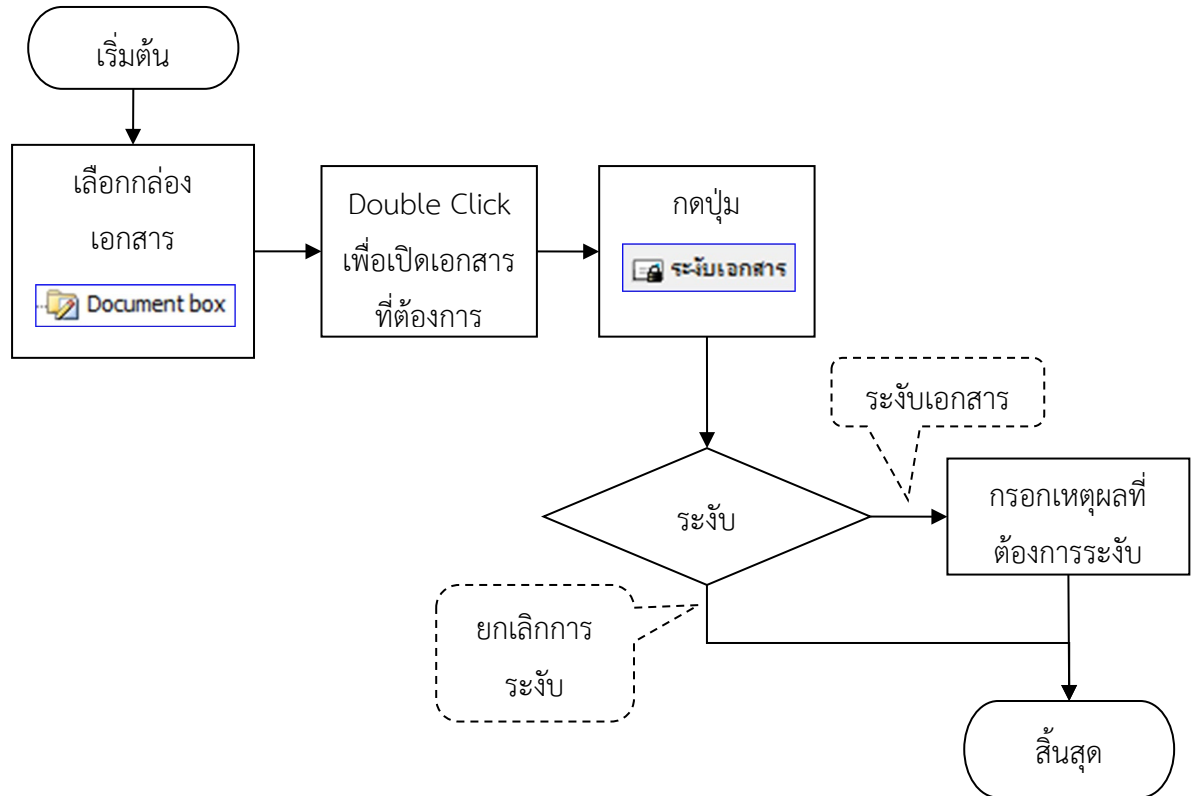 เริ่มต้น
เลือกกล่อง
เอกสาร
Document box
Double Click
เพื่อเปิดเอกสาร
ที่ต้องการ
กดปุ่ม
ระงับเอกสาร
ระงับเอกสาร
ระงับ
กรอกเหตุผลที่
ต้องการระงับ
ยกเลิกการ
ระงับ
สิ้นสุด